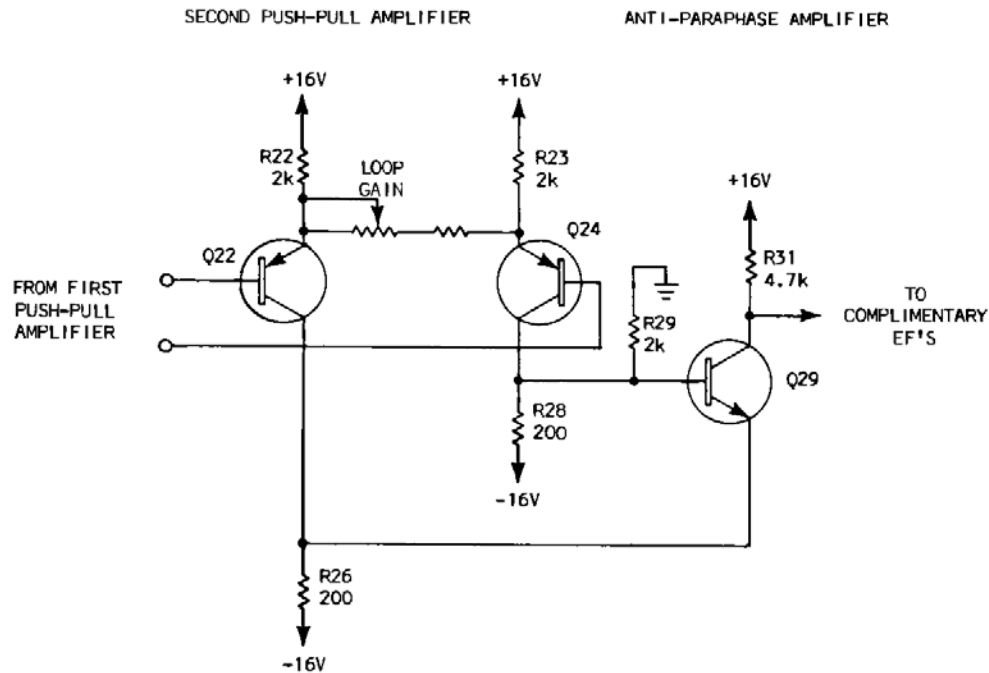 SECOND PUSH-PULL AMPLIFIER
ANTI-PARAPHASE AMPLIFIER
+16V
+16V
R22
2k
LOOP
GAIN
R23
2k
+16V
Q22
Q24
R31
4.7k
FROM FIRST
PUSH-PULL
AMPLIFIER
R29
2k
TO
COMPLIMENTARY
EF'S
Q29
R28
200
-16V
R26
200
-16V